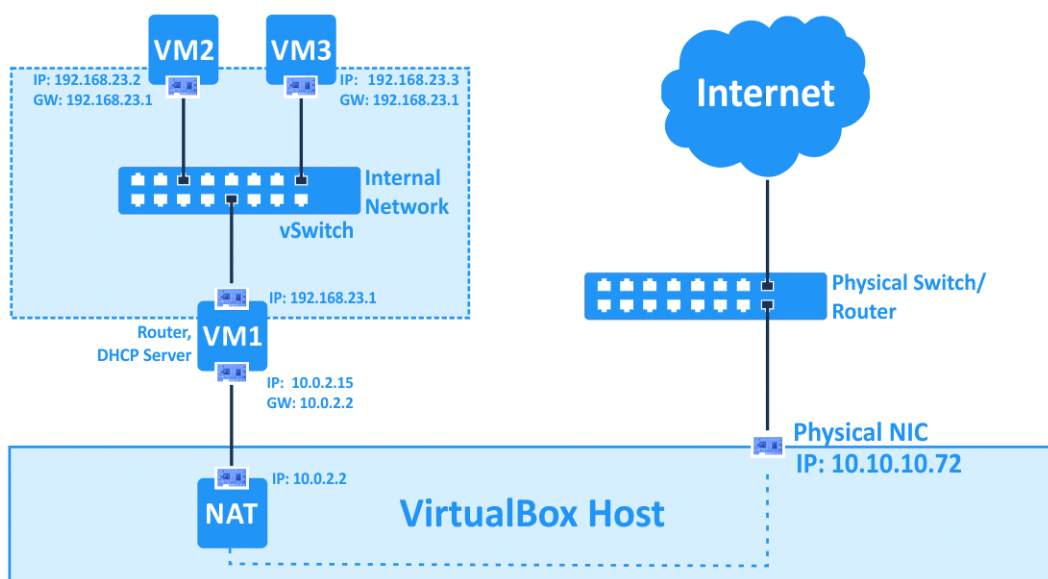 VM2
VM3
IP: 192.168.23.2
GW: 192.168.23.1
IP: 192.168.23.3
GW: 192.168.23.1
Internet
Internal
Network
vSwitch
IP: 192.168.23.1
Router,
DHCP Server
VM1
IP: 10.0.2.15
GW: 10.0.2.2
Physical Switch/
Router
Physical NIC
IP: 10.10.10.72
IP: 10.0.2.2
NAT
VirtualBox Host